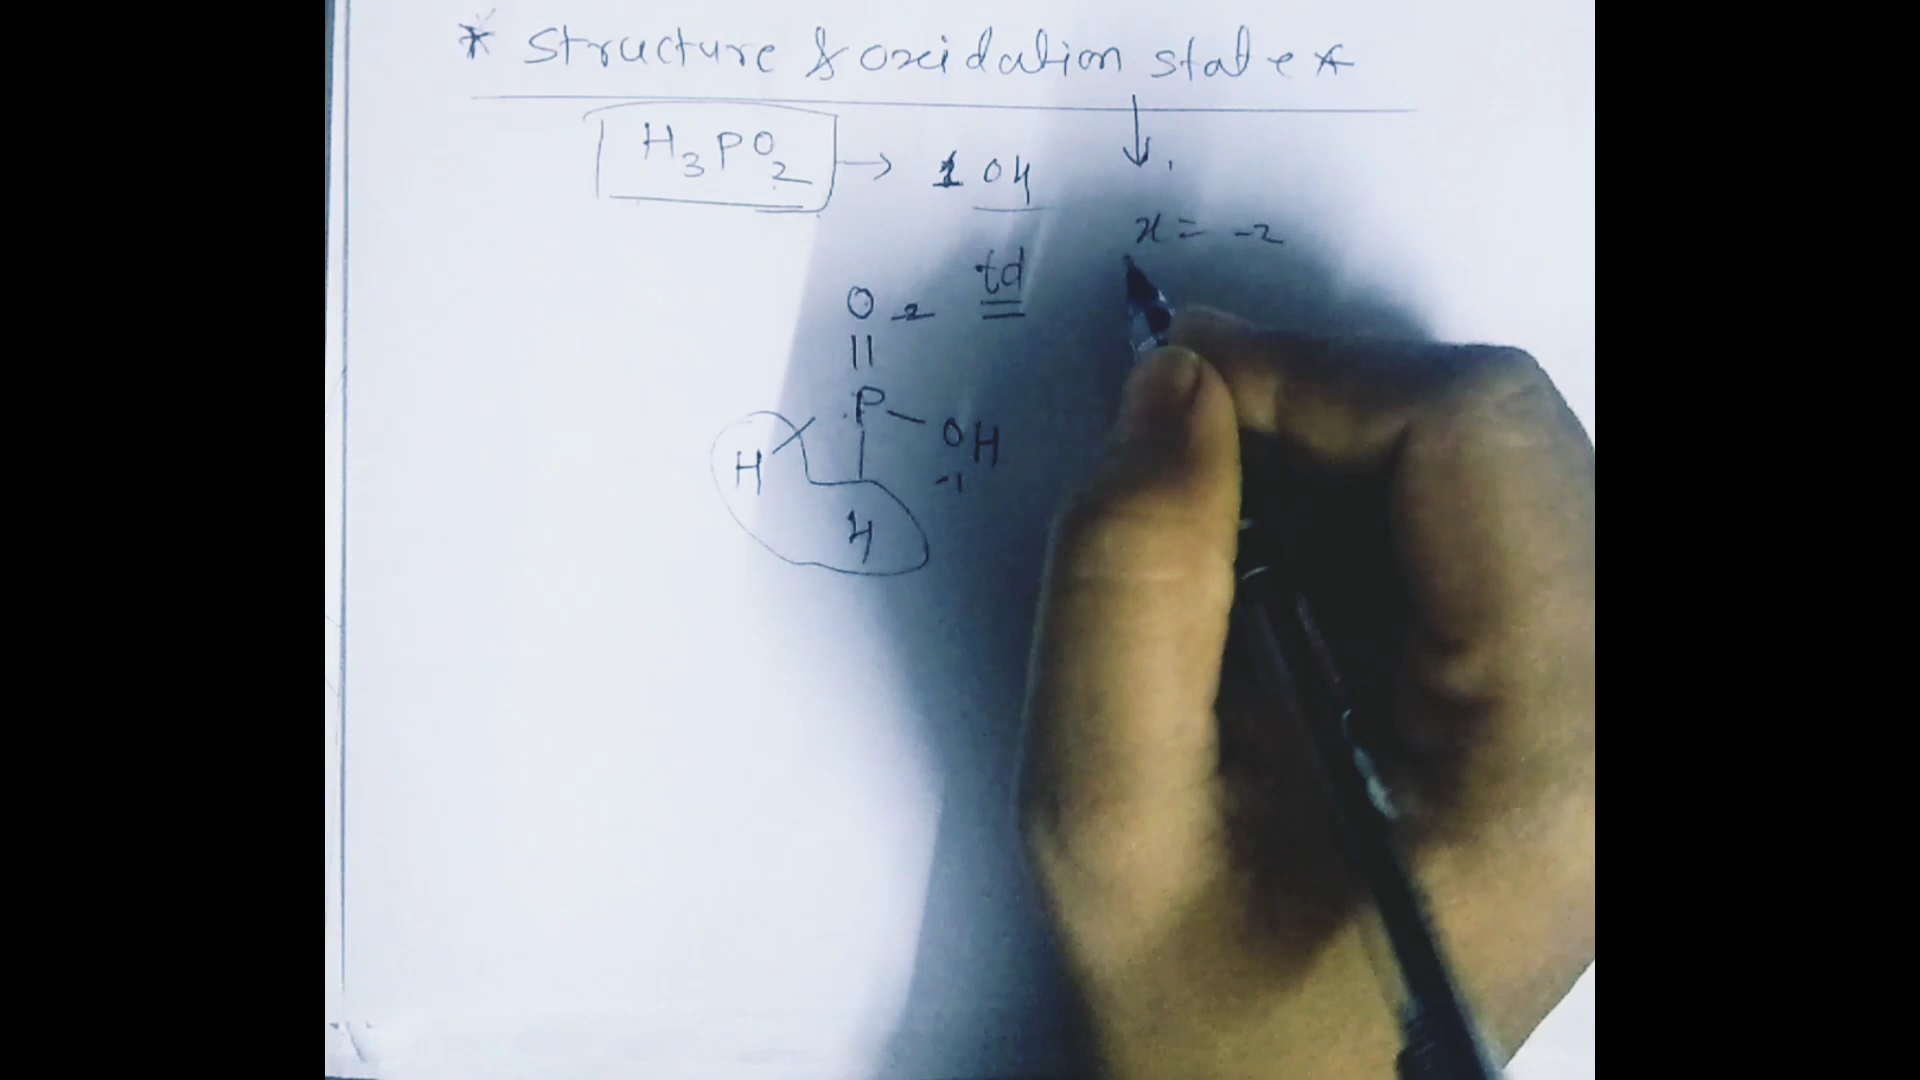 * Structure & oxidation state *
H3PO2 → 1 OH
x = -2
td
O -2
||
P - OH
-1
H
H